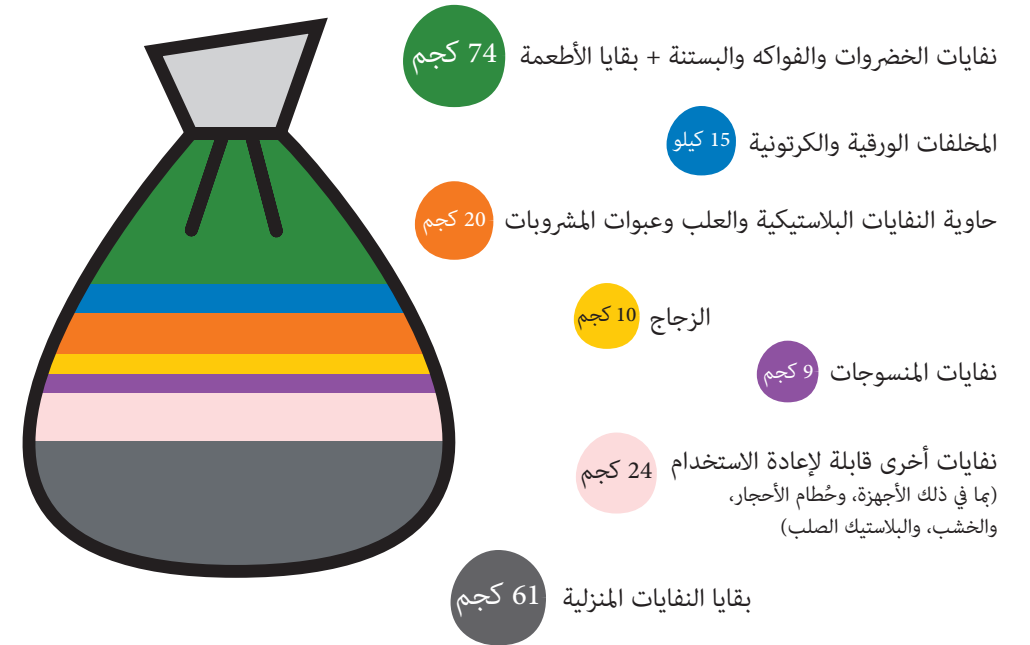 نفايات الخضروات والفواكه والبستنة + بقايا الأطعمة 74 كجم
المخلفات الورقية والكرتونية 15 كيلو
حاوية النفايات البلاستيكية والعلب وعبوات المشروبات 20 كجم
الزجاج 10 كجم
نفايات المنسوجات 9 كجم
نفايات أخرى قابلة لإعادة الاستخدام 24 كجم
(بما في ذلك الأجهزة، وحُطام الأحجار،
والخشب، والبلاستيك الصلب)
بقايا النفايات المنزلية 61 كجم